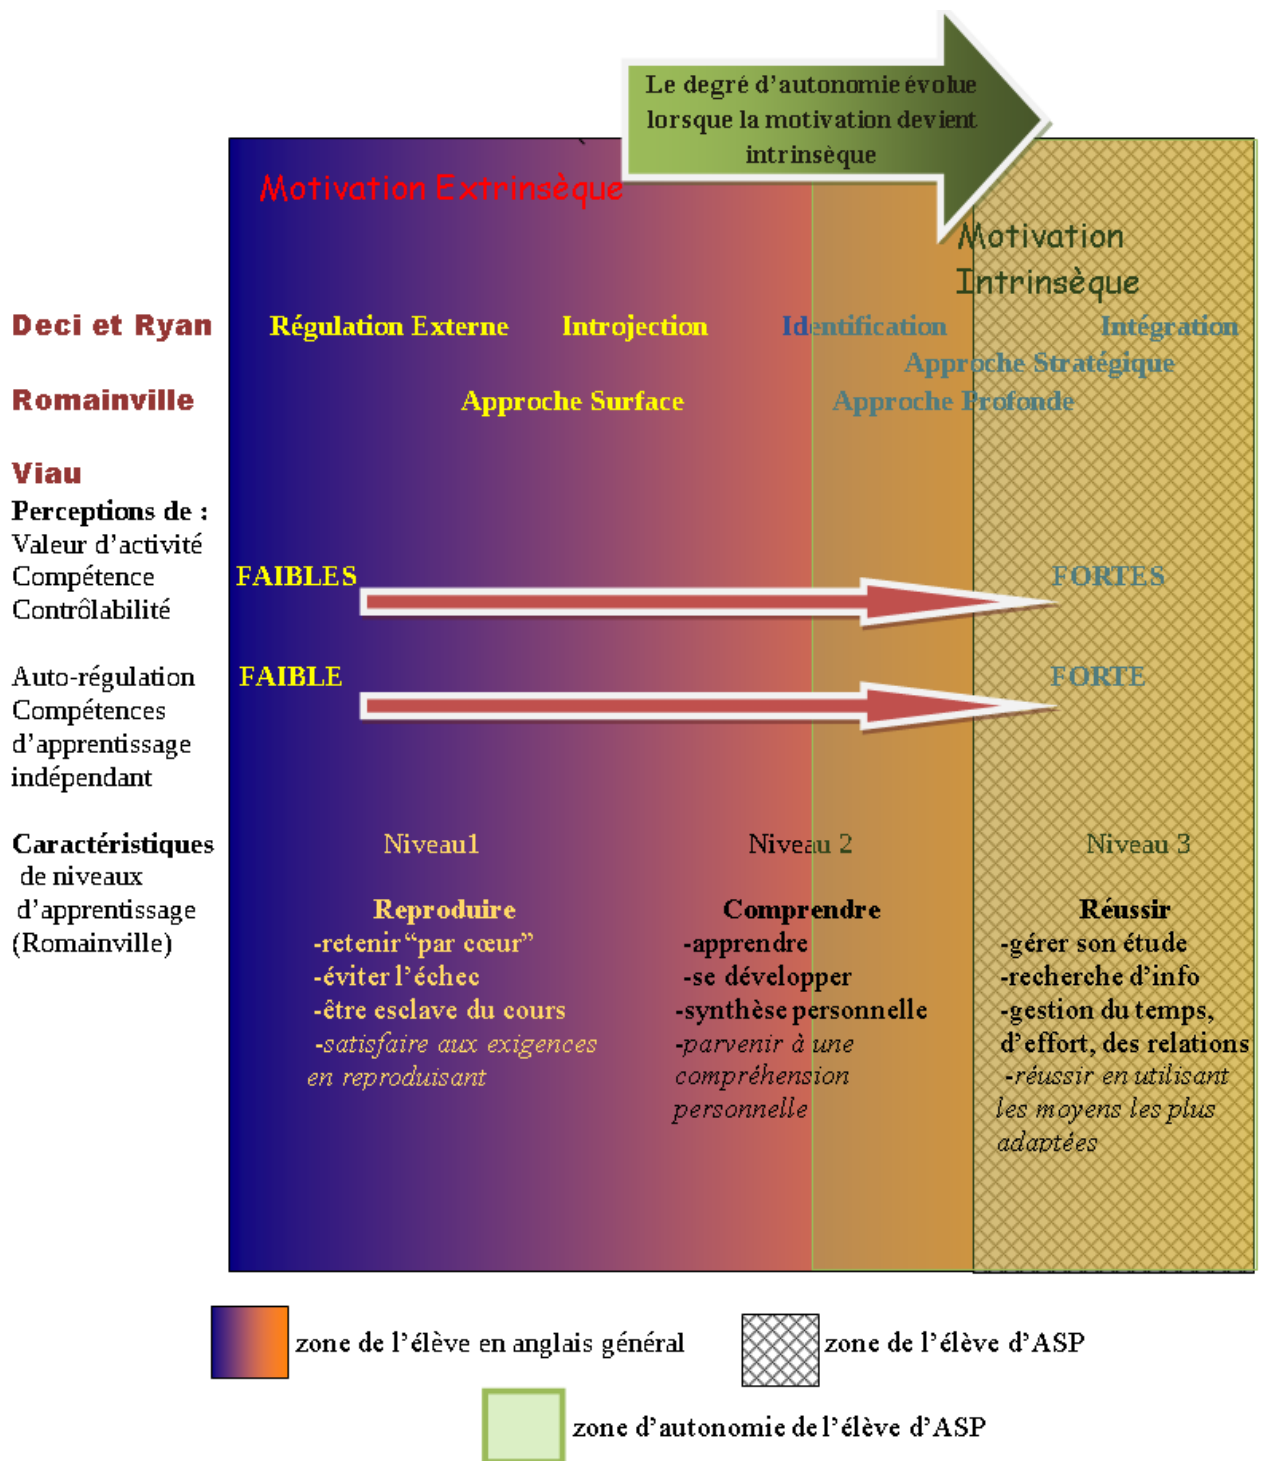 Le degré d'autonomie évolue
lorsque la motivation devient
intrinsèque
Motivation Extrinsèque
Motivation
Intrinsèque
Deci et Ryan
Régulation Externe
Introjection
Identification
Intégration
Approche Stratégique
Romainville
Approche Surface
Approche Profonde
Viau
Perceptions de :
Valeur d'activité
Compétence
Contrôlabilité
FAIBLES
FORTES
Auto-régulation
Compétences
d'apprentissage
indépendant
FAIBLE
FORTE
Caractéristiques
de niveaux
d'apprentissage
(Romainville)
Niveau1
Reproduire
-retenir "par cœur"
-éviter l'échec
-être esclave du cours
-satisfaire aux exigences
en reproduisant
Niveau 2
Comprendre
-apprendre
-se développer
-synthèse personnelle
-parvenir à une
compréhension
personnelle
Niveau 3
Réussir
-gérer son étude
-recherche d'info
-gestion du temps,
d'effort, des relations
-réussir en utilisant
les moyens les plus
adaptées
zone de l'élève en anglais général
zone de l'élève d'ASP
zone d'autonomie de l'élève d'ASP